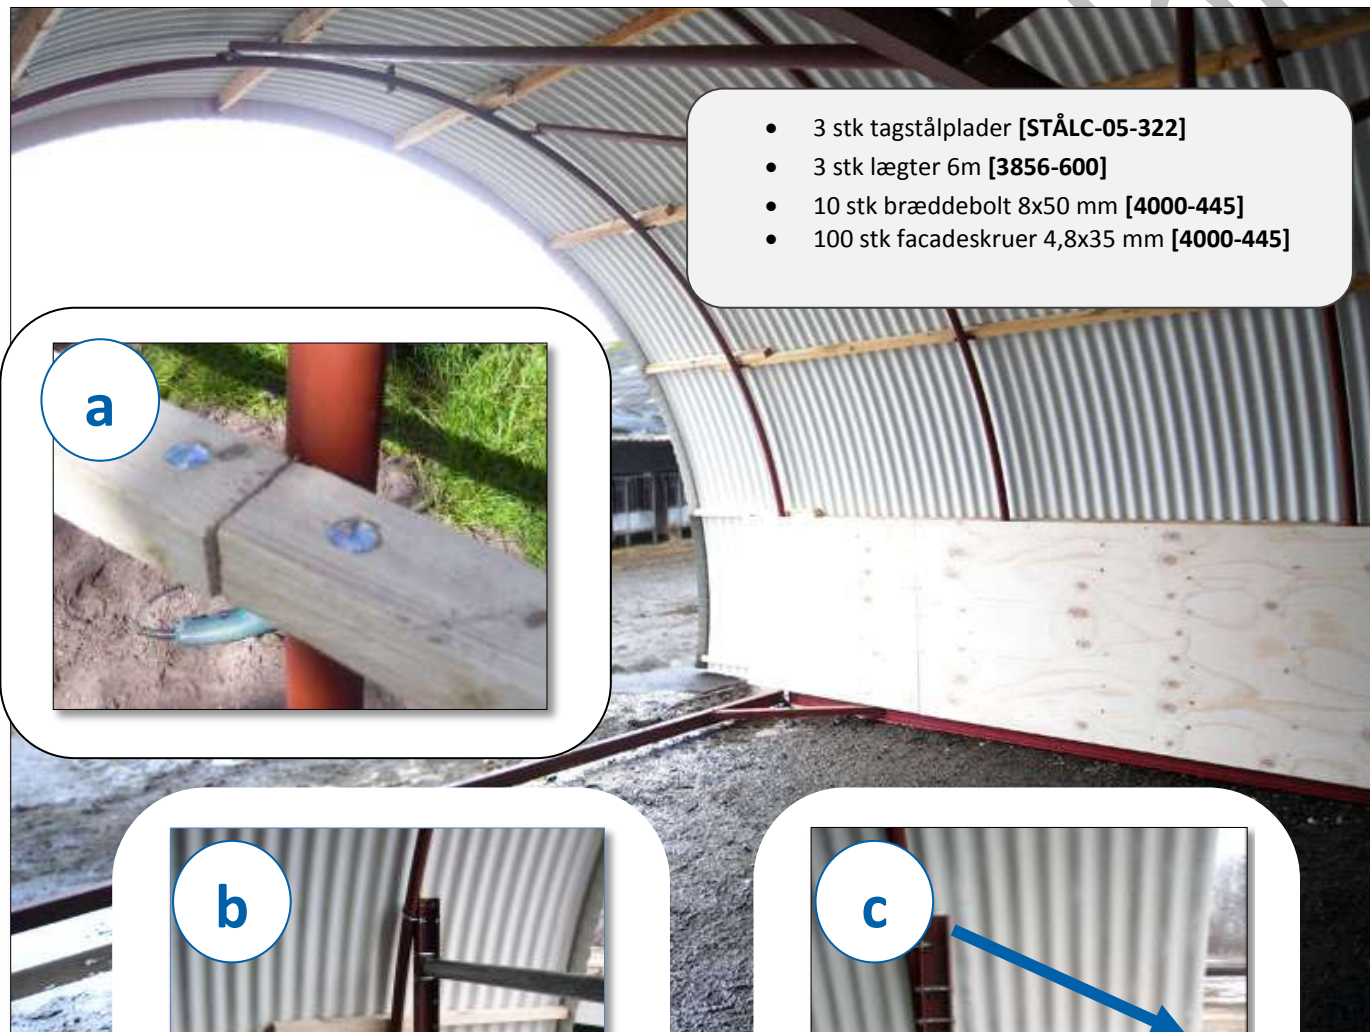 • 3 stk tagstålplader [STÅLC-05-322]
• 3 stk lægter 6m [3856-600]
• 10 stk bræddebolt 8x50 mm [4000-445]
• 100 stk facadeskruer 4,8x35 mm [4000-445]
a
b
c